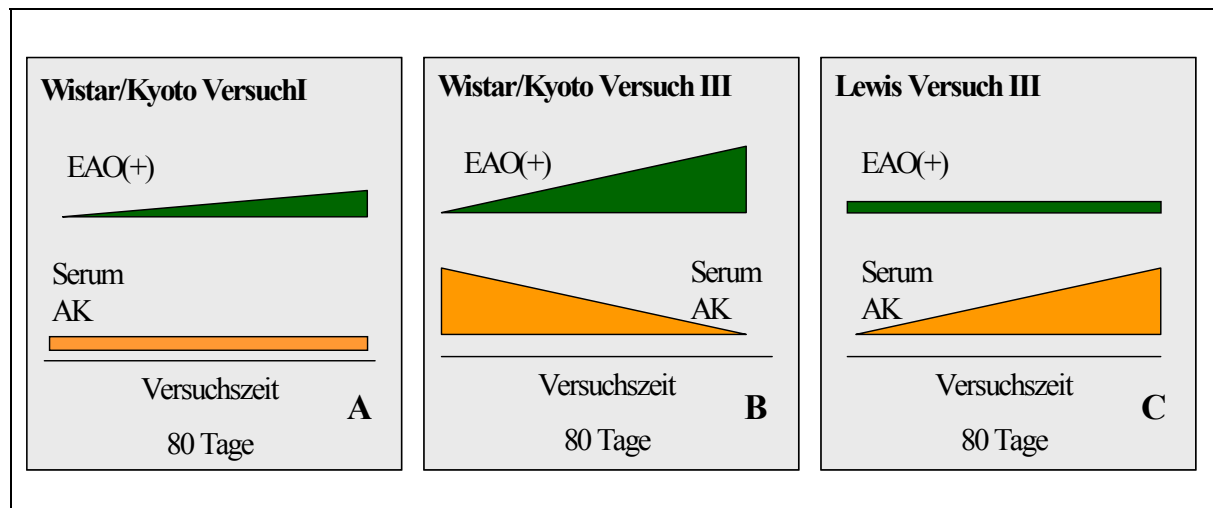 Wistar/Kyoto VersuchI
EAO(+)
Serum
AK
Versuchszeit
A
80 Tage
Wistar/Kyoto Versuch III
EAO(+)
Serum
AK
Versuchszeit
B
80 Tage
Lewis Versuch III
EAO(+)
Serum
AK
Versuchszeit
C
80 Tage